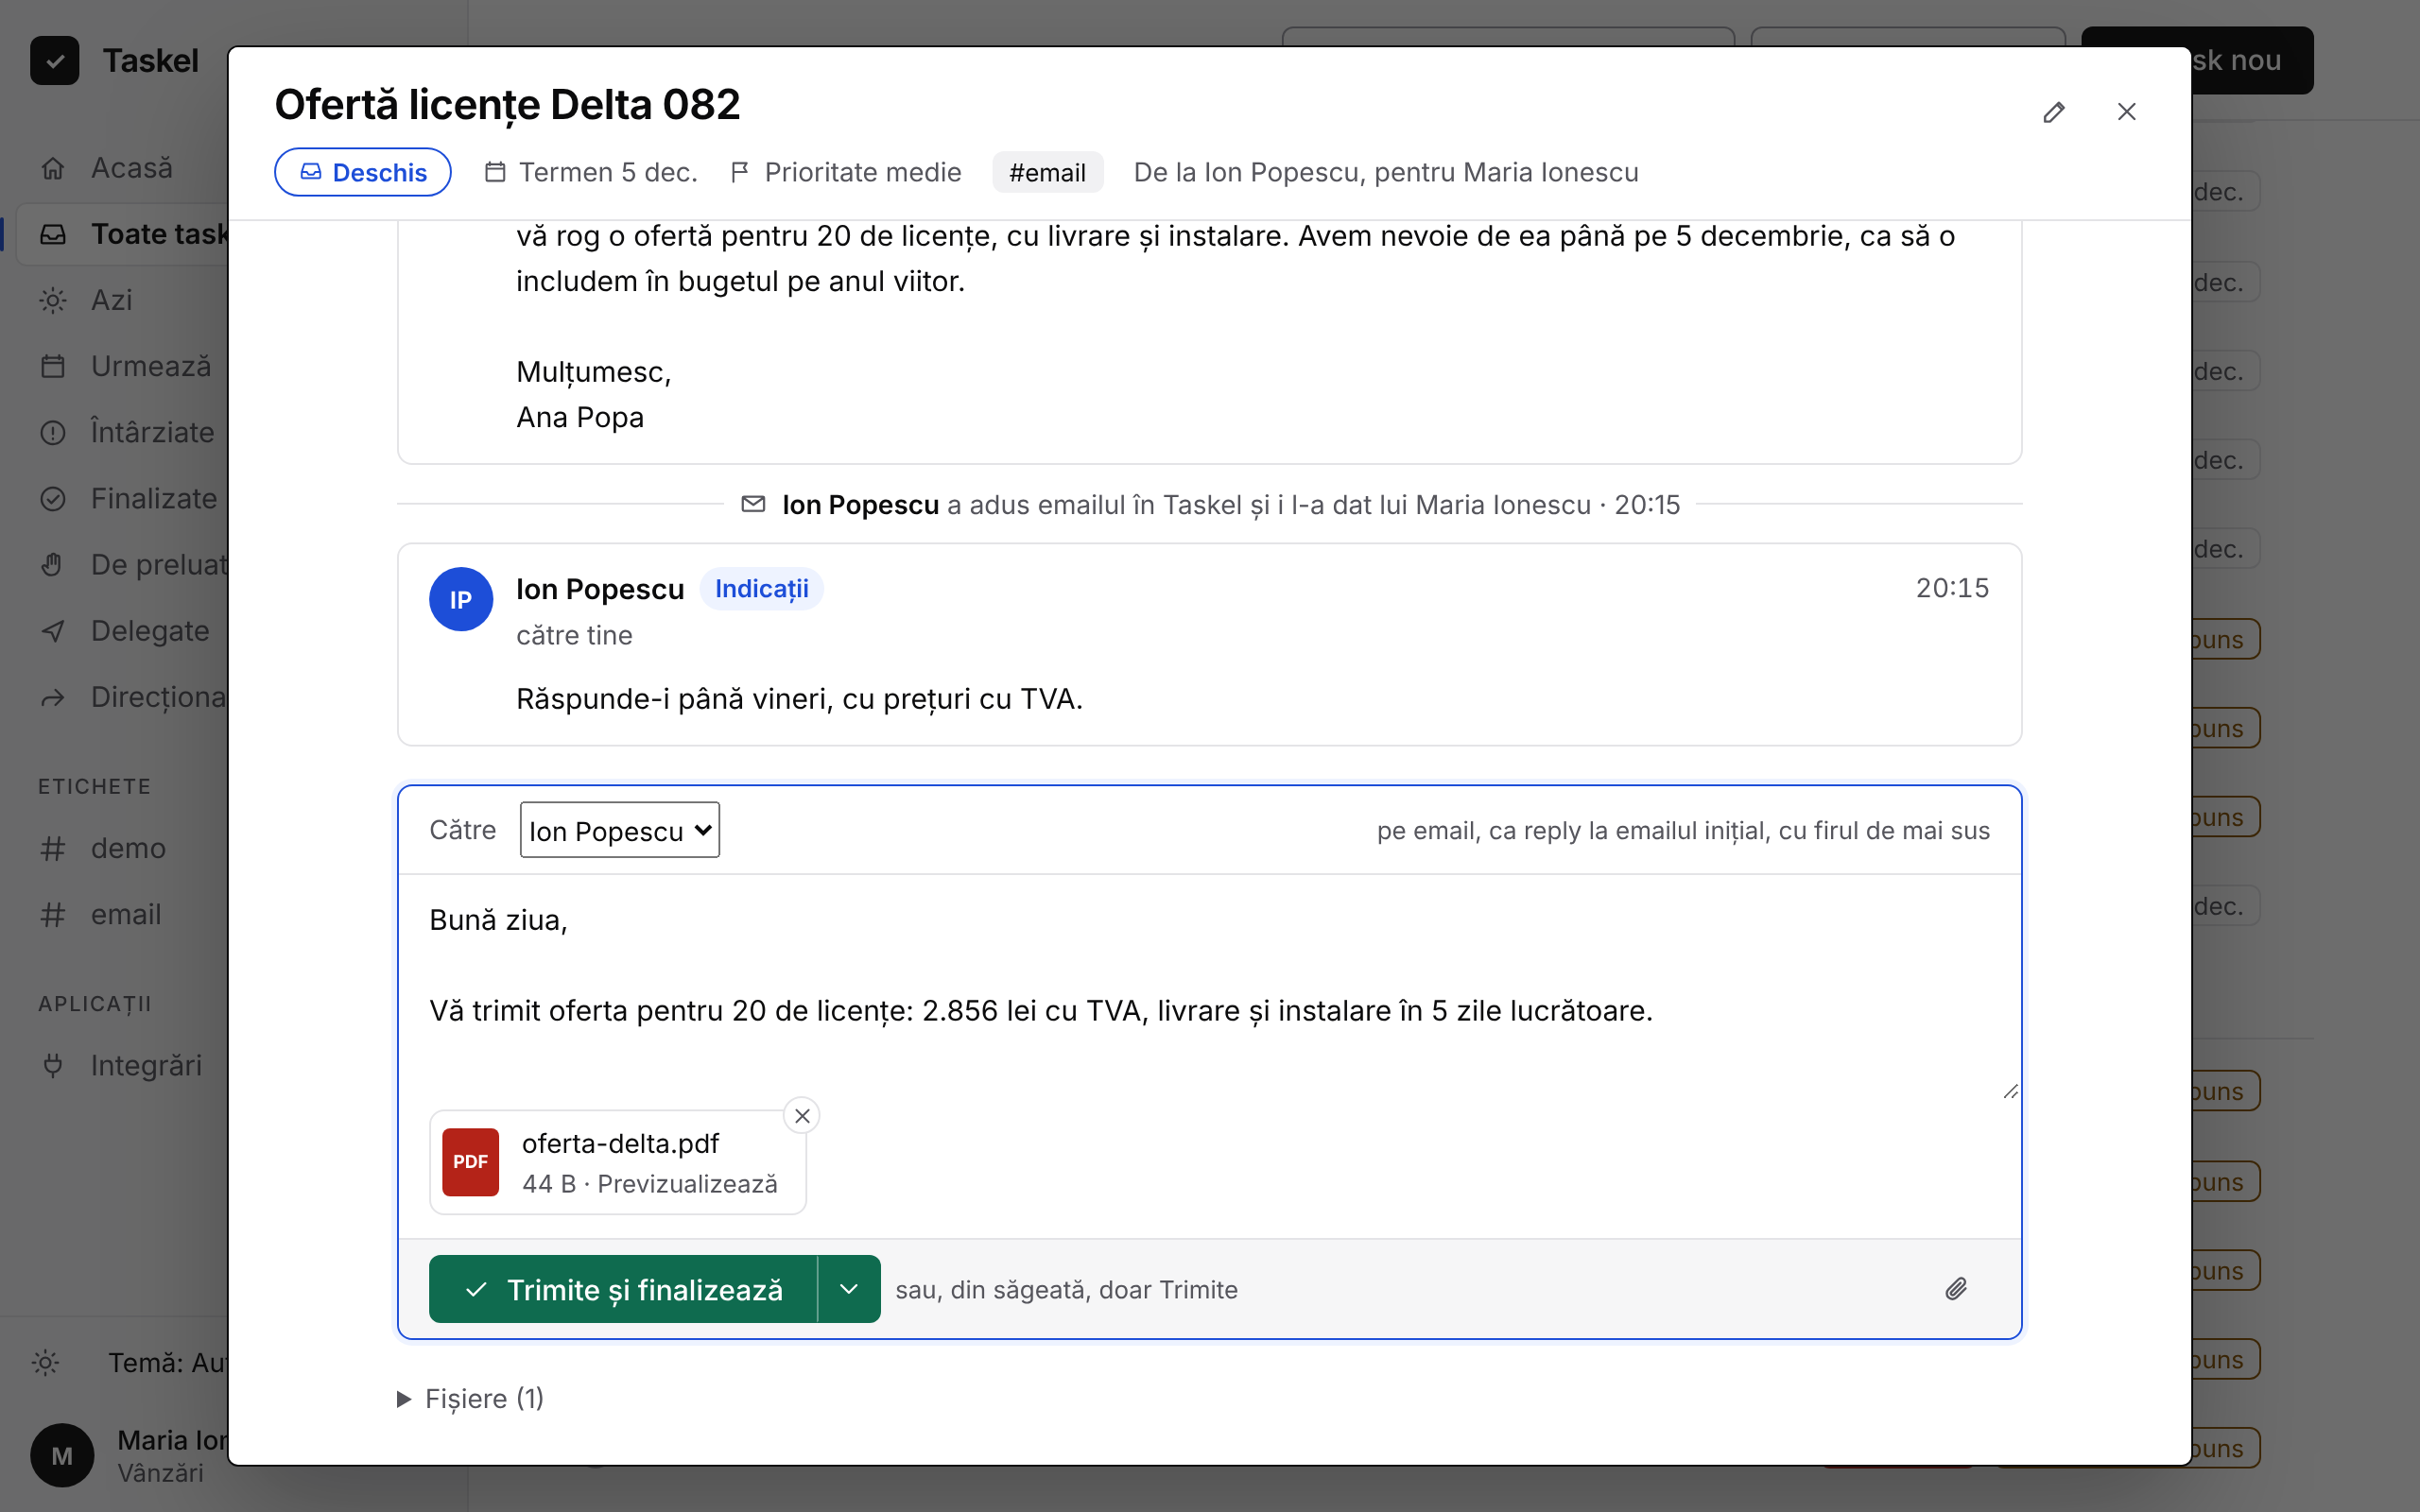 Taskel
sk nou
Ofertă licențe Delta 082
Deschis
Termen 5 dec.
Prioritate medie
#email
De la Ion Popescu, pentru Maria Ionescu
Acasă
Toate task
Azi
Urmează
Întârziate
Finalizate
De preluat
Delegate
Direcționa
ETICHETE
demo
email
APLICAȚII
Integrări
Temă: Au
M
Maria Ion
Vânzări
vă rog o ofertă pentru 20 de licențe, cu livrare și instalare. Avem nevoie de ea până pe 5 decembrie, ca să o
includem în bugetul pe anul viitor.
Mulțumesc,
Ana Popa
Ion Popescu a adus emailul în Taskel și i l-a dat lui Maria Ionescu · 20:15
IP
Ion Popescu
Indicații
20:15
către tine
Răspunde-i până vineri, cu prețuri cu TVA.
Către
Ion Popescu
pe email, ca reply la emailul inițial, cu firul de mai sus
Bună ziua,
Vă trimit oferta pentru 20 de licențe: 2.856 lei cu TVA, livrare și instalare în 5 zile lucrătoare.
PDF
oferta-delta.pdf
44 B · Previzualizează
Trimite și finalizează
sau, din săgeată, doar Trimite
Fișiere (1)
dec.
dec.
dec.
dec.
dec.
puns
puns
puns
dec.
puns
puns
puns
puns
puns